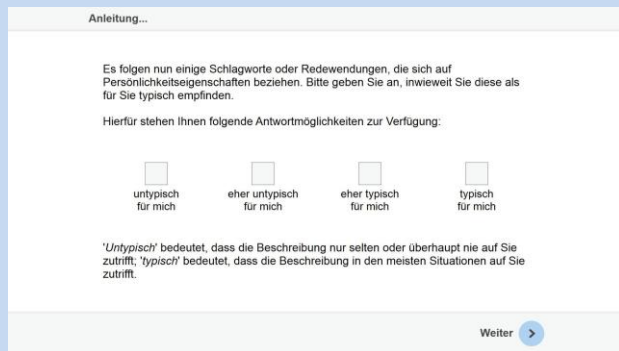 Anleitung...
Es folgen nun einige Schlagworte oder Redewendungen, die sich auf
Persönlichkeitseigenschaften beziehen. Bitte geben Sie an, inwieweit Sie diese als
für Sie typisch empfinden.
Hierfür stehen Ihnen folgende Antwortmöglichkeiten zur Verfügung:
untypisch eher untypisch eher typisch typisch
für mich für mich für mich für mich
'Untypisch' bedeutet, dass die Beschreibung nur selten oder überhaupt nie auf Sie
zutrifft; 'typisch' bedeutet, dass die Beschreibung in den meisten Situationen auf Sie
zutrifft.
Weiter